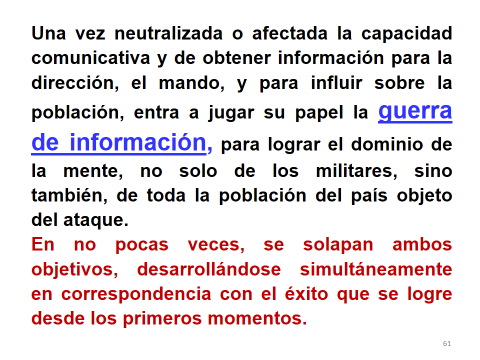 Una vez neutralizada o afectada la capacidad
comunicativa y de obtener información para la
dirección, el mando, y para influir sobre la
población, entra a jugar su papel la guerra
de información, para lograr el dominio de
la mente, no solo de los militares, sino
también, de toda la población del país objeto
del ataque.
En no pocas veces, se solapan ambos
objetivos, desarrollándose simultáneamente
en correspondencia con el éxito que se logre
desde los primeros momentos.
61